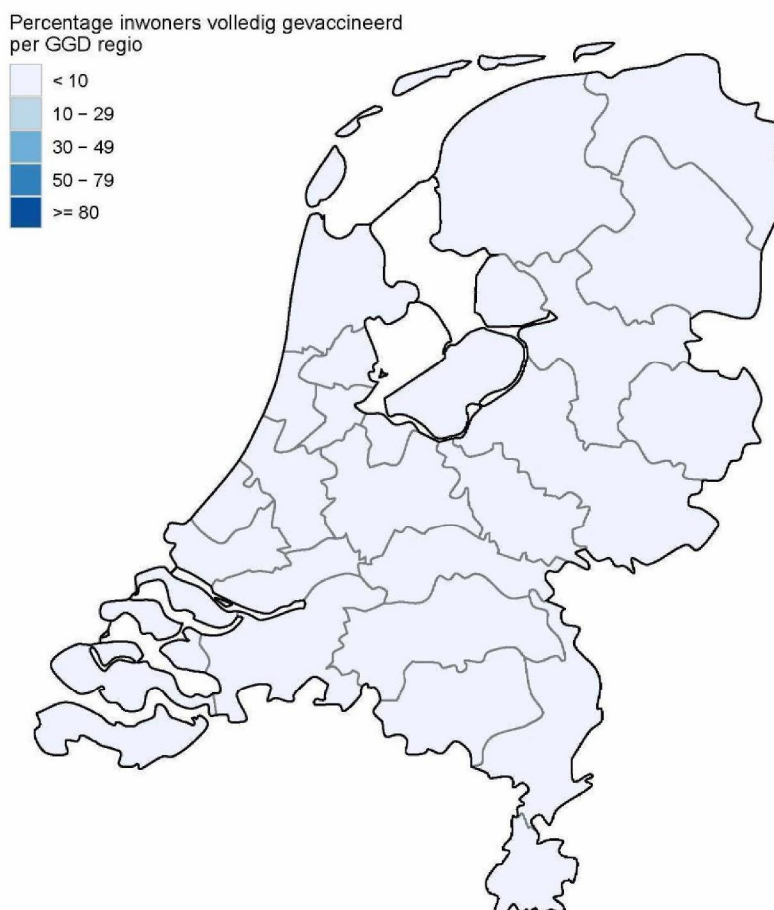 Percentage inwoners volledig gevaccineerd
per GGD regio
< 10
10 – 29
30 – 49
50 – 79
>= 80